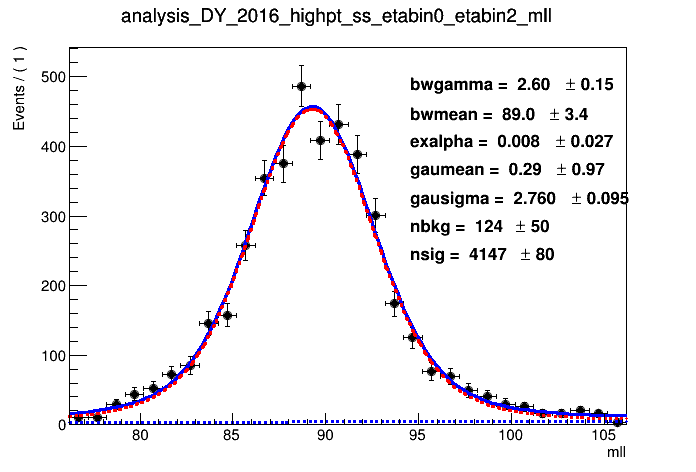 analysis_DY_2016_highpt_ss_etabin0_etabin2_mll
Events / ( 1 )
500
400
300
200
100
0
bwgamma = 2.60 ± 0.15
bwmean = 89.0 ± 3.4
exalpha = 0.008 ± 0.027
gaumean = 0.29 ± 0.97
gausigma = 2.760 ± 0.095
nbkg = 124 ± 50
nsig = 4147 ± 80
80 85 90 95 100 105
mll